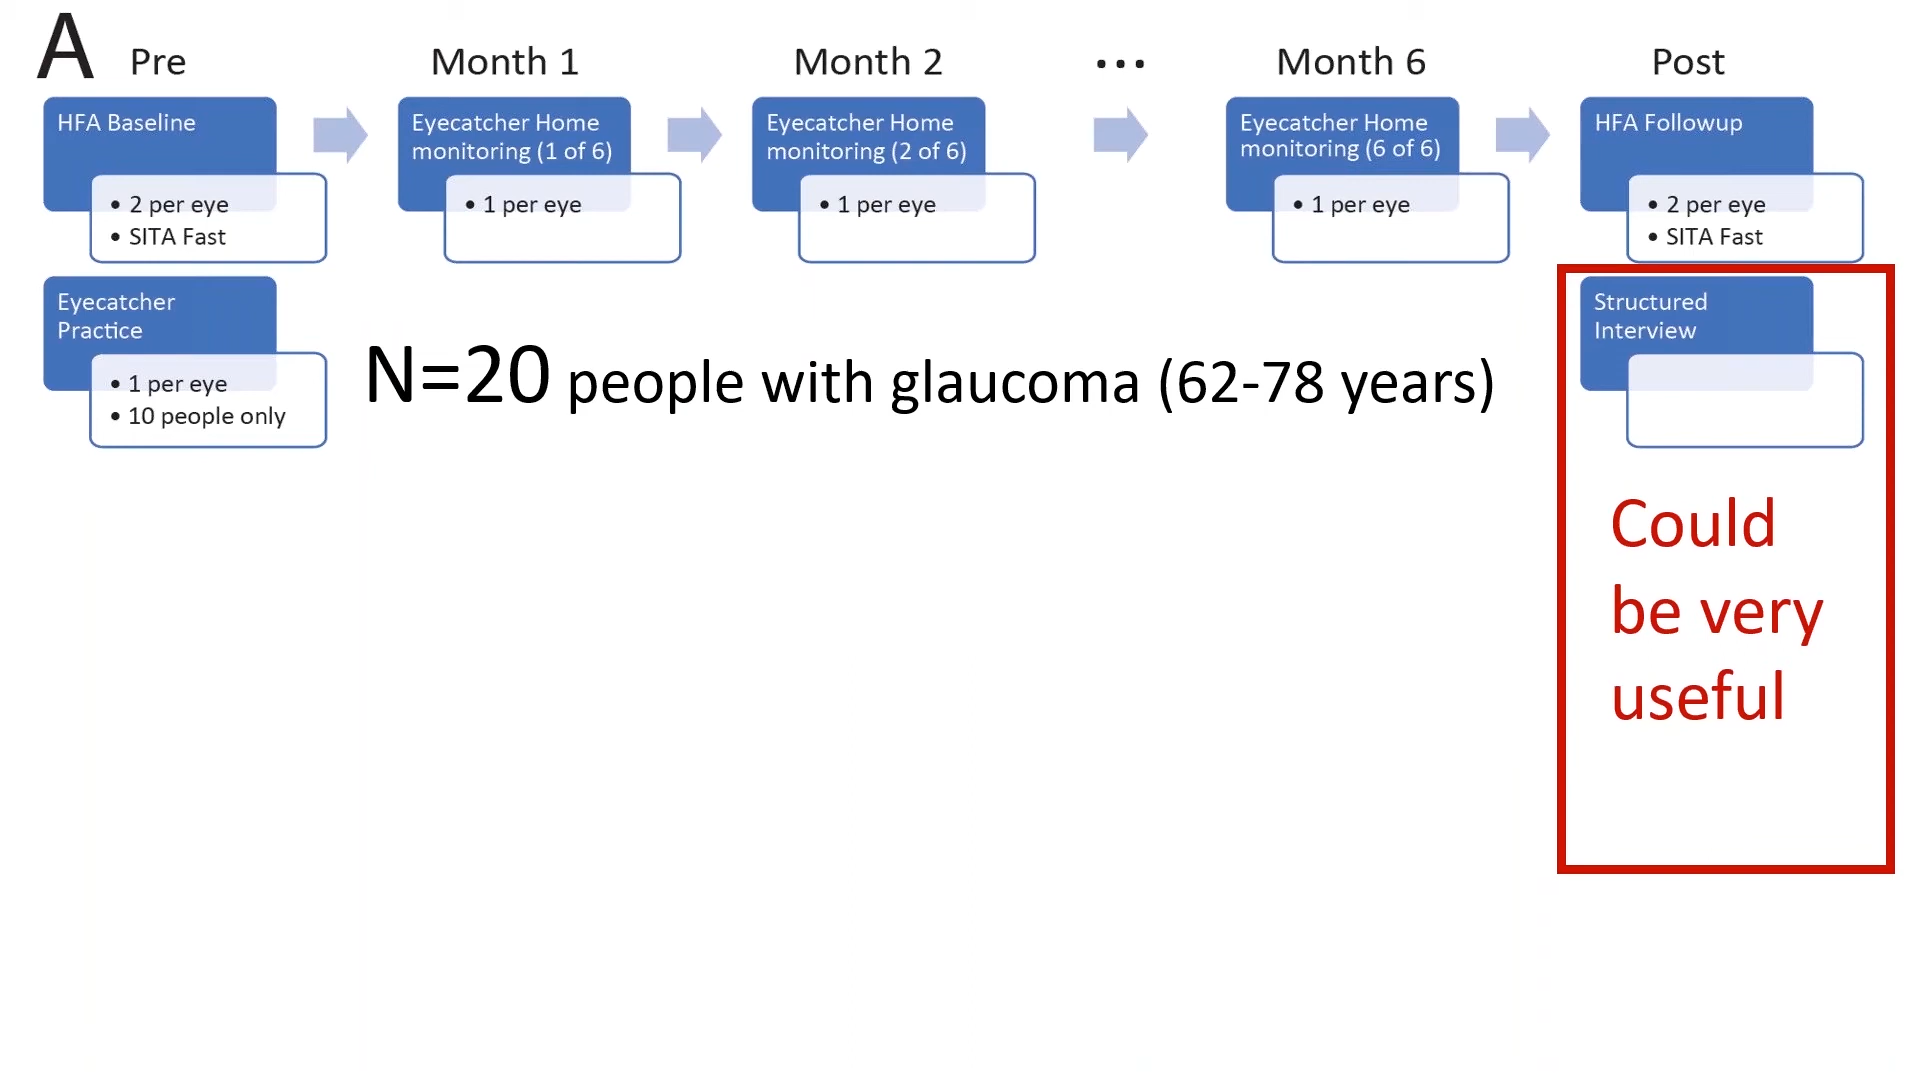 A
Pre
Month 1
Month 2
...
Month 6
Post
HFA Baseline
• 2 per eye
• SITA Fast
Eyecatcher Home
monitoring (1 of 6)
• 1 per eye
Eyecatcher Home
monitoring (2 of 6)
• 1 per eye
Eyecatcher Home
monitoring (6 of 6)
• 1 per eye
HFA Followup
• 2 per eye
• SITA Fast
Eyecatcher
Practice
• 1 per eye
• 10 people only
N=20 people with glaucoma (62-78 years)
Structured
Interview
Could
be very
useful